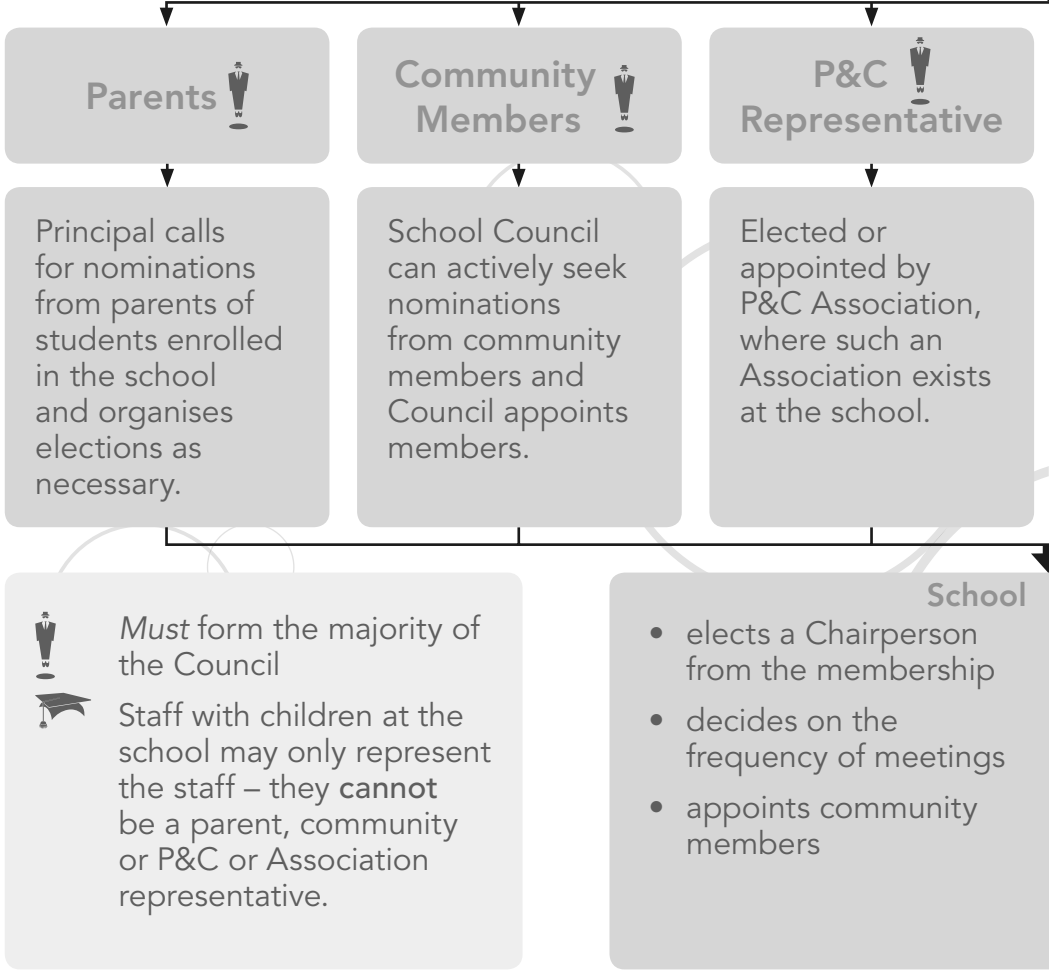 Parents
Community
Members
P&C
Representative
Principal calls
for nominations
from parents of
students enrolled
in the school
and organises
elections as
necessary.
School Council
can actively seek
nominations
from community
members and
Council appoints
members.
Elected or
appointed by
P&C Association,
where such an
Association exists
at the school.
Must form the majority of
the Council
Staff with children at the
school may only represent
the staff – they cannot
be a parent, community
or P&C or Association
representative.
School
• elects a Chairperson
from the membership
• decides on the
frequency of meetings
• appoints community
members